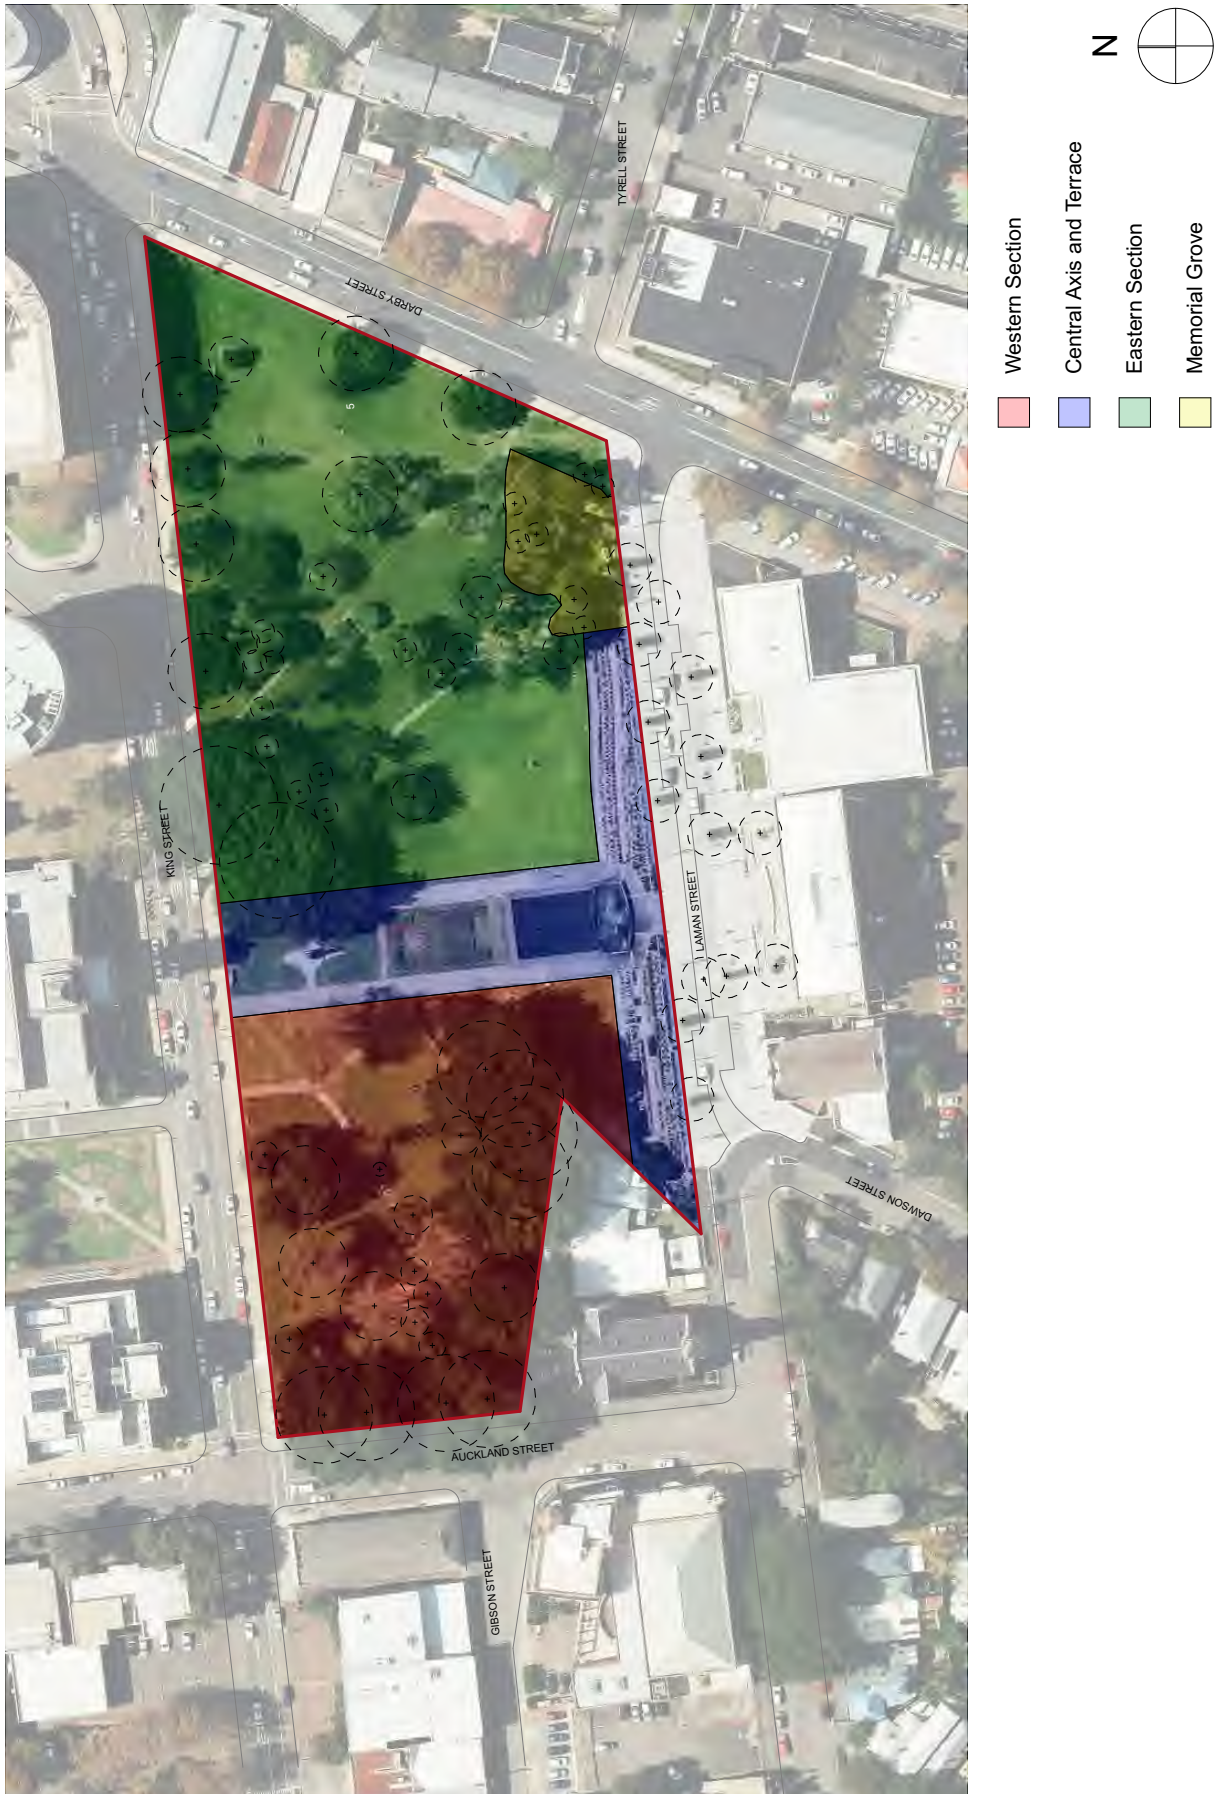 N
KING STREET
DARBY STREET
TYRELL STREET
LAMAN STREET
DAWSON STREET
AUCKLAND STREET
GIBSON STREET
5
Western Section
Central Axis and Terrace
Eastern Section
Memorial Grove